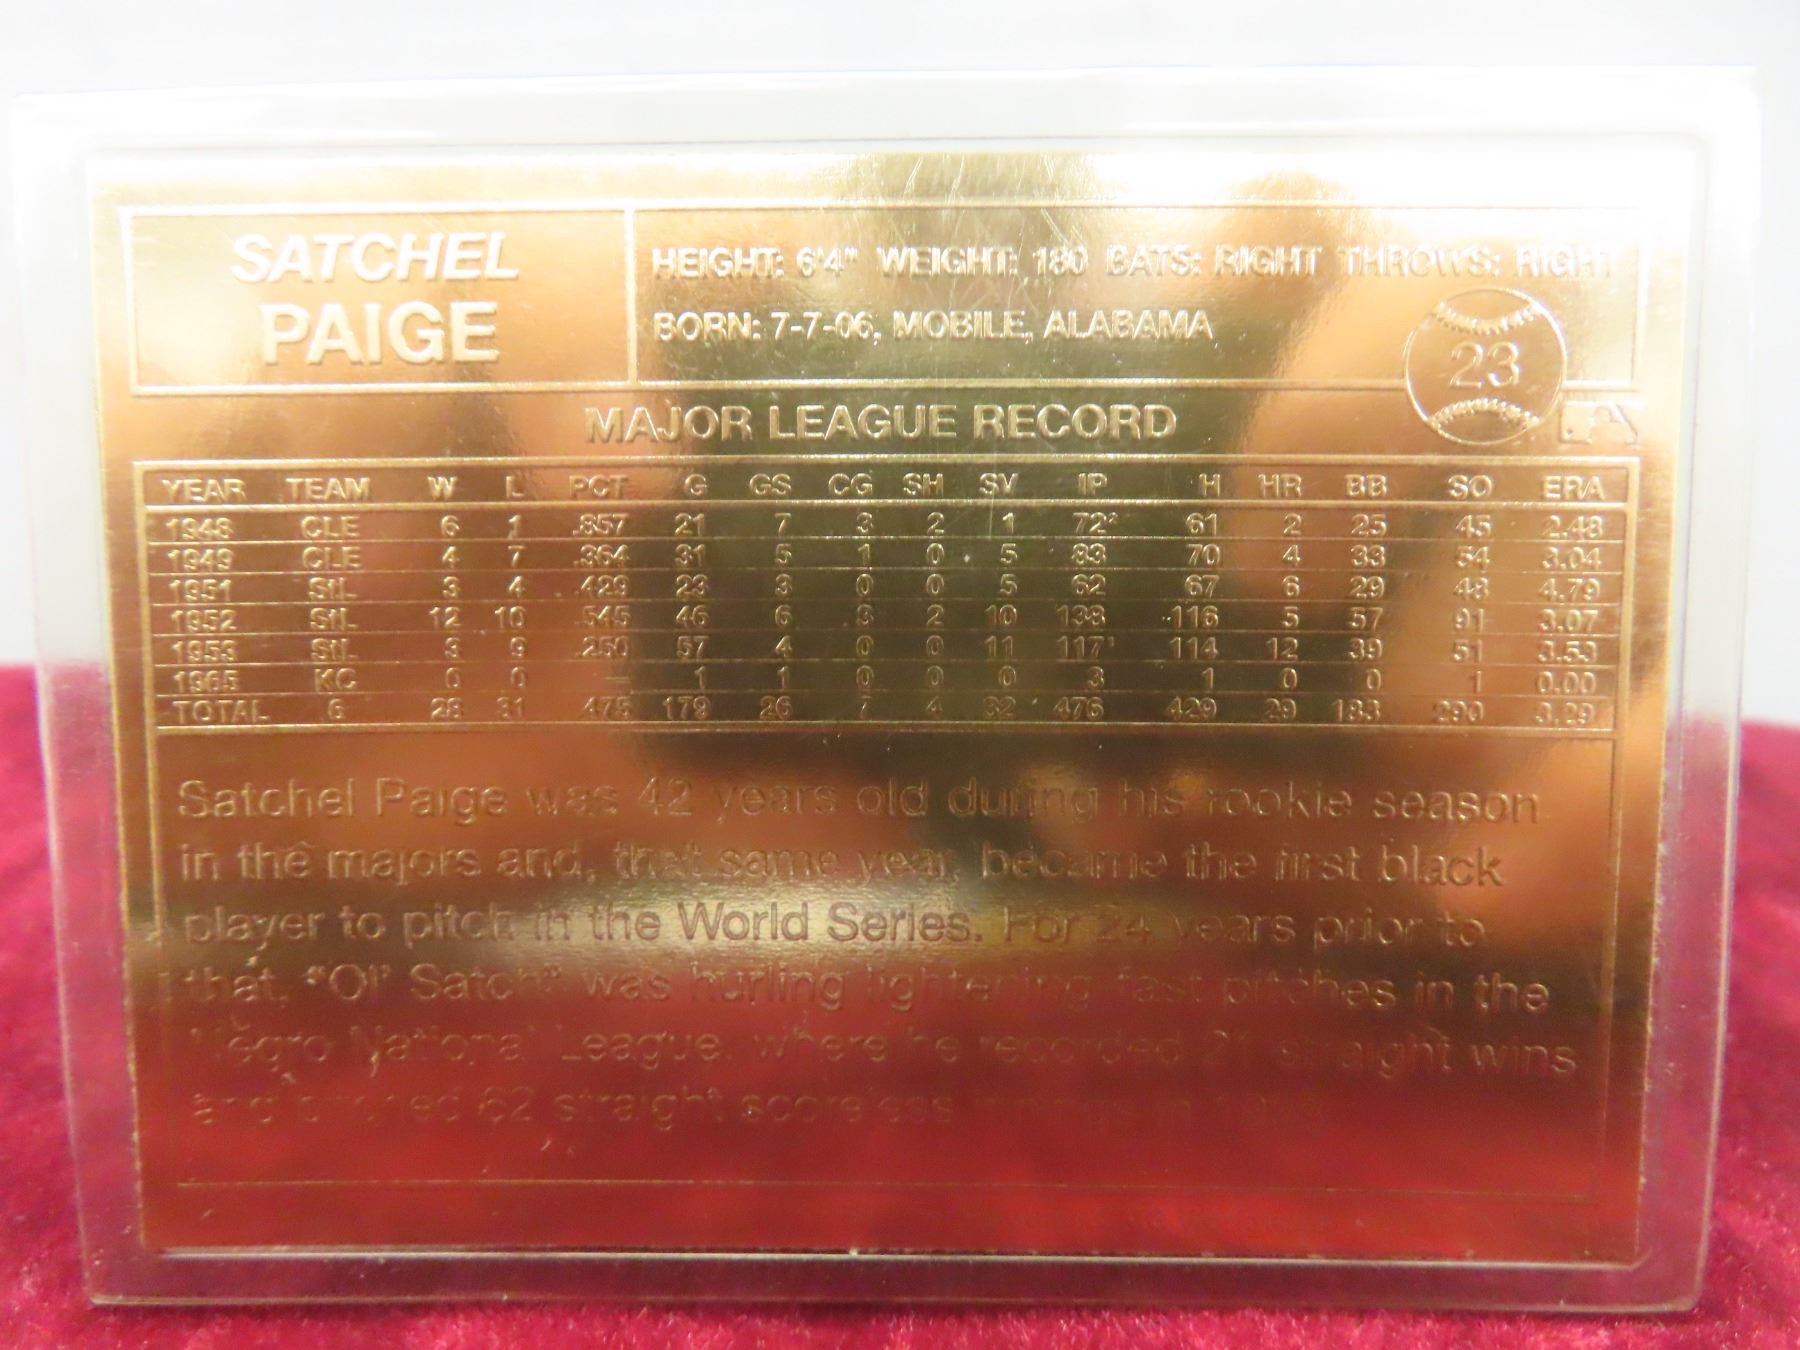 SATCHEL
PAIGE
HEIGHT: 6'4" WEIGHT: 180 BATS: RIGHT THROWS: RIGHT
BORN: 7-7-06, MOBILE, ALABAMA
23
MAJOR LEAGUE RECORD
YEAR TEAM W L PCT G GS CG SH SV IP H HR BB SO ERA
1948 CLE 6 1 .857 21 7 3 2 1 72² 61 2 25 45 2.48
1949 CLE 4 7 .364 31 5 1 0 5 83 70 4 33 54 3.04
1951 StL 3 4 .429 23 3 0 0 5 62 67 6 29 48 4.79
1952 StL 12 10 .545 46 6 3 2 10 138 116 5 57 91 3.07
1953 StL 3 9 .250 57 4 0 0 11 117¹ 114 12 39 51 3.53
1965 KC 0 0 — 1 1 0 0 0 3 1 0 0 1 0.00
TOTAL 6 28 31 .475 179 26 7 4 32 476 429 29 183 290 3.29
Satchel Paige was 42 years old during his rookie season
in the majors and, that same year, became the first black
player to pitch in the World Series. For 24 years prior to
that, "Ol' Satch" was hurling lightening-fast pitches in the
Negro National League, where he recorded 21 straight wins
and pitched 62 straight scoreless innings in